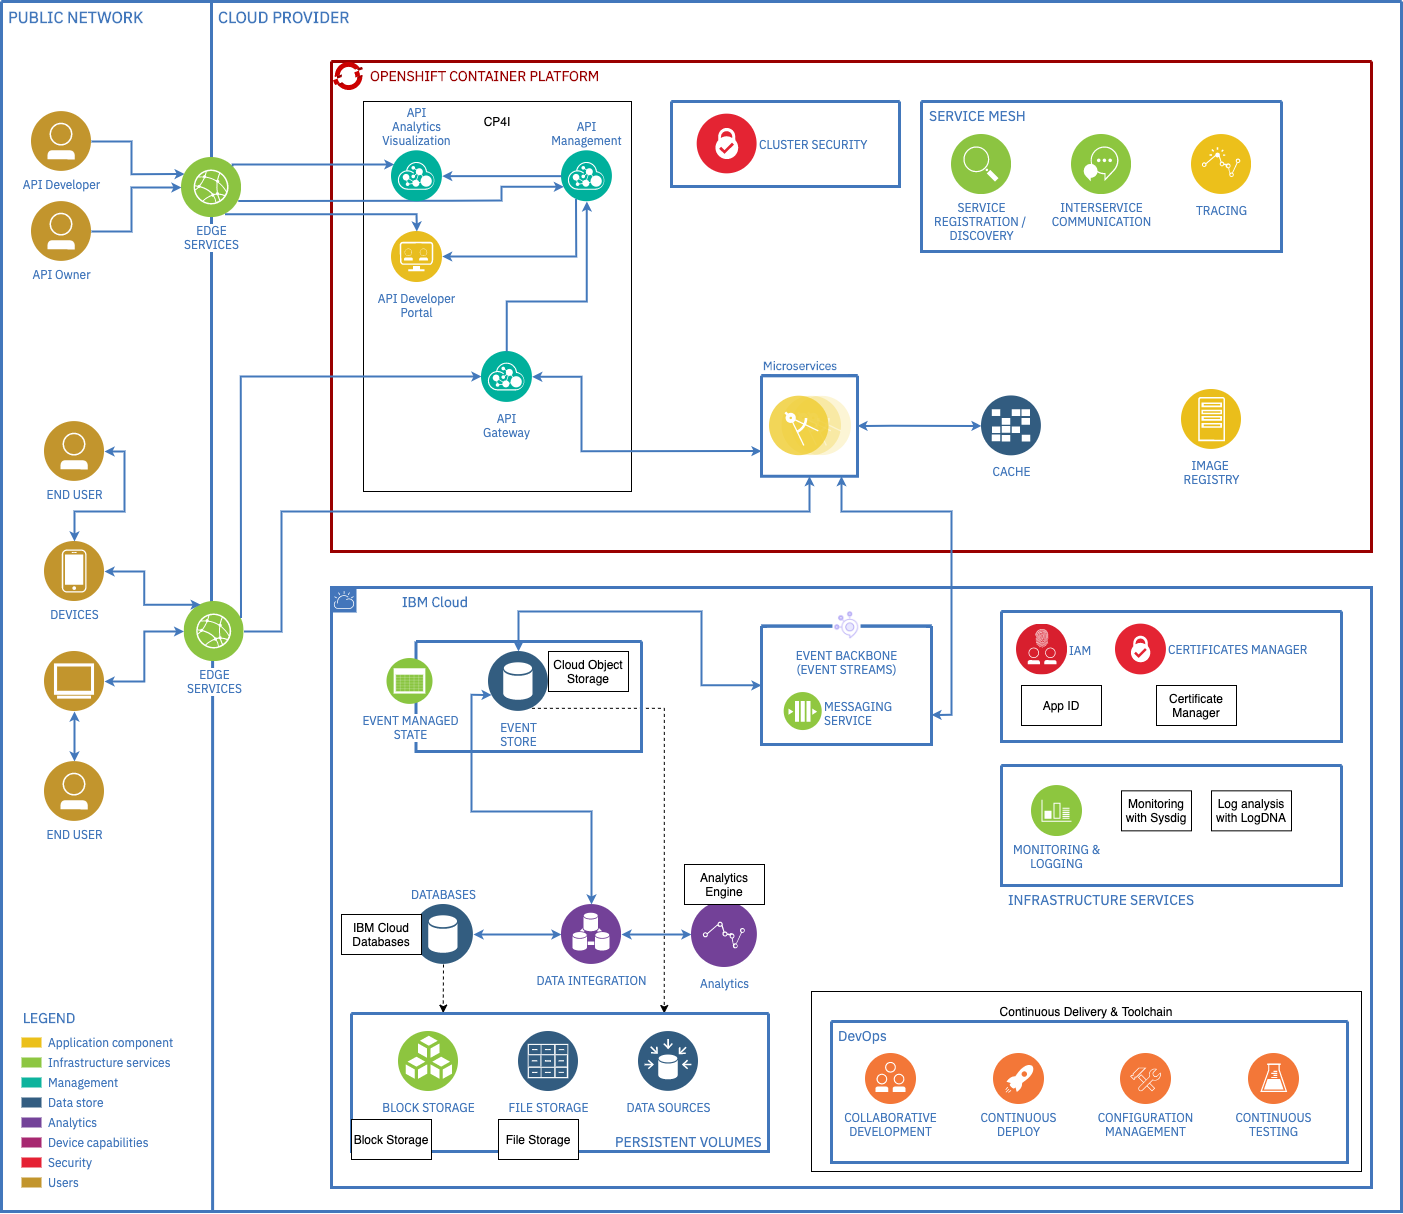 PUBLIC NETWORK
CLOUD PROVIDER
OPENSHIFT CONTAINER PLATFORM
API
Analytics
Visualization
CP4I
API
Management
CLUSTER SECURITY
SERVICE MESH
SERVICE
REGISTRATION /
DISCOVERY
INTERSERVICE
COMMUNICATION
TRACING
API Developer
API Owner
EDGE
SERVICES
API Developer
Portal
API
Gateway
Microservices
CACHE
IMAGE
REGISTRY
END USER
DEVICES
EDGE
SERVICES
END USER
IBM Cloud
Cloud Object
Storage
EVENT MANAGED
STATE
EVENT
STORE
EVENT BACKBONE
(EVENT STREAMS)
MESSAGING
SERVICE
IAM
CERTIFICATES MANAGER
App ID
Certificate
Manager
Monitoring
with Sysdig
Log analysis
with LogDNA
MONITORING &
LOGGING
INFRASTRUCTURE SERVICES
Analytics
Engine
DATABASES
IBM Cloud
Databases
DATA INTEGRATION
Analytics
BLOCK STORAGE
FILE STORAGE
DATA SOURCES
Block Storage
File Storage
PERSISTENT VOLUMES
Continuous Delivery & Toolchain
DevOps
COLLABORATIVE
DEVELOPMENT
CONTINUOUS
DEPLOY
CONFIGURATION
MANAGEMENT
CONTINUOUS
TESTING
LEGEND
Application component
Infrastructure services
Management
Data store
Analytics
Device capabilities
Security
Users